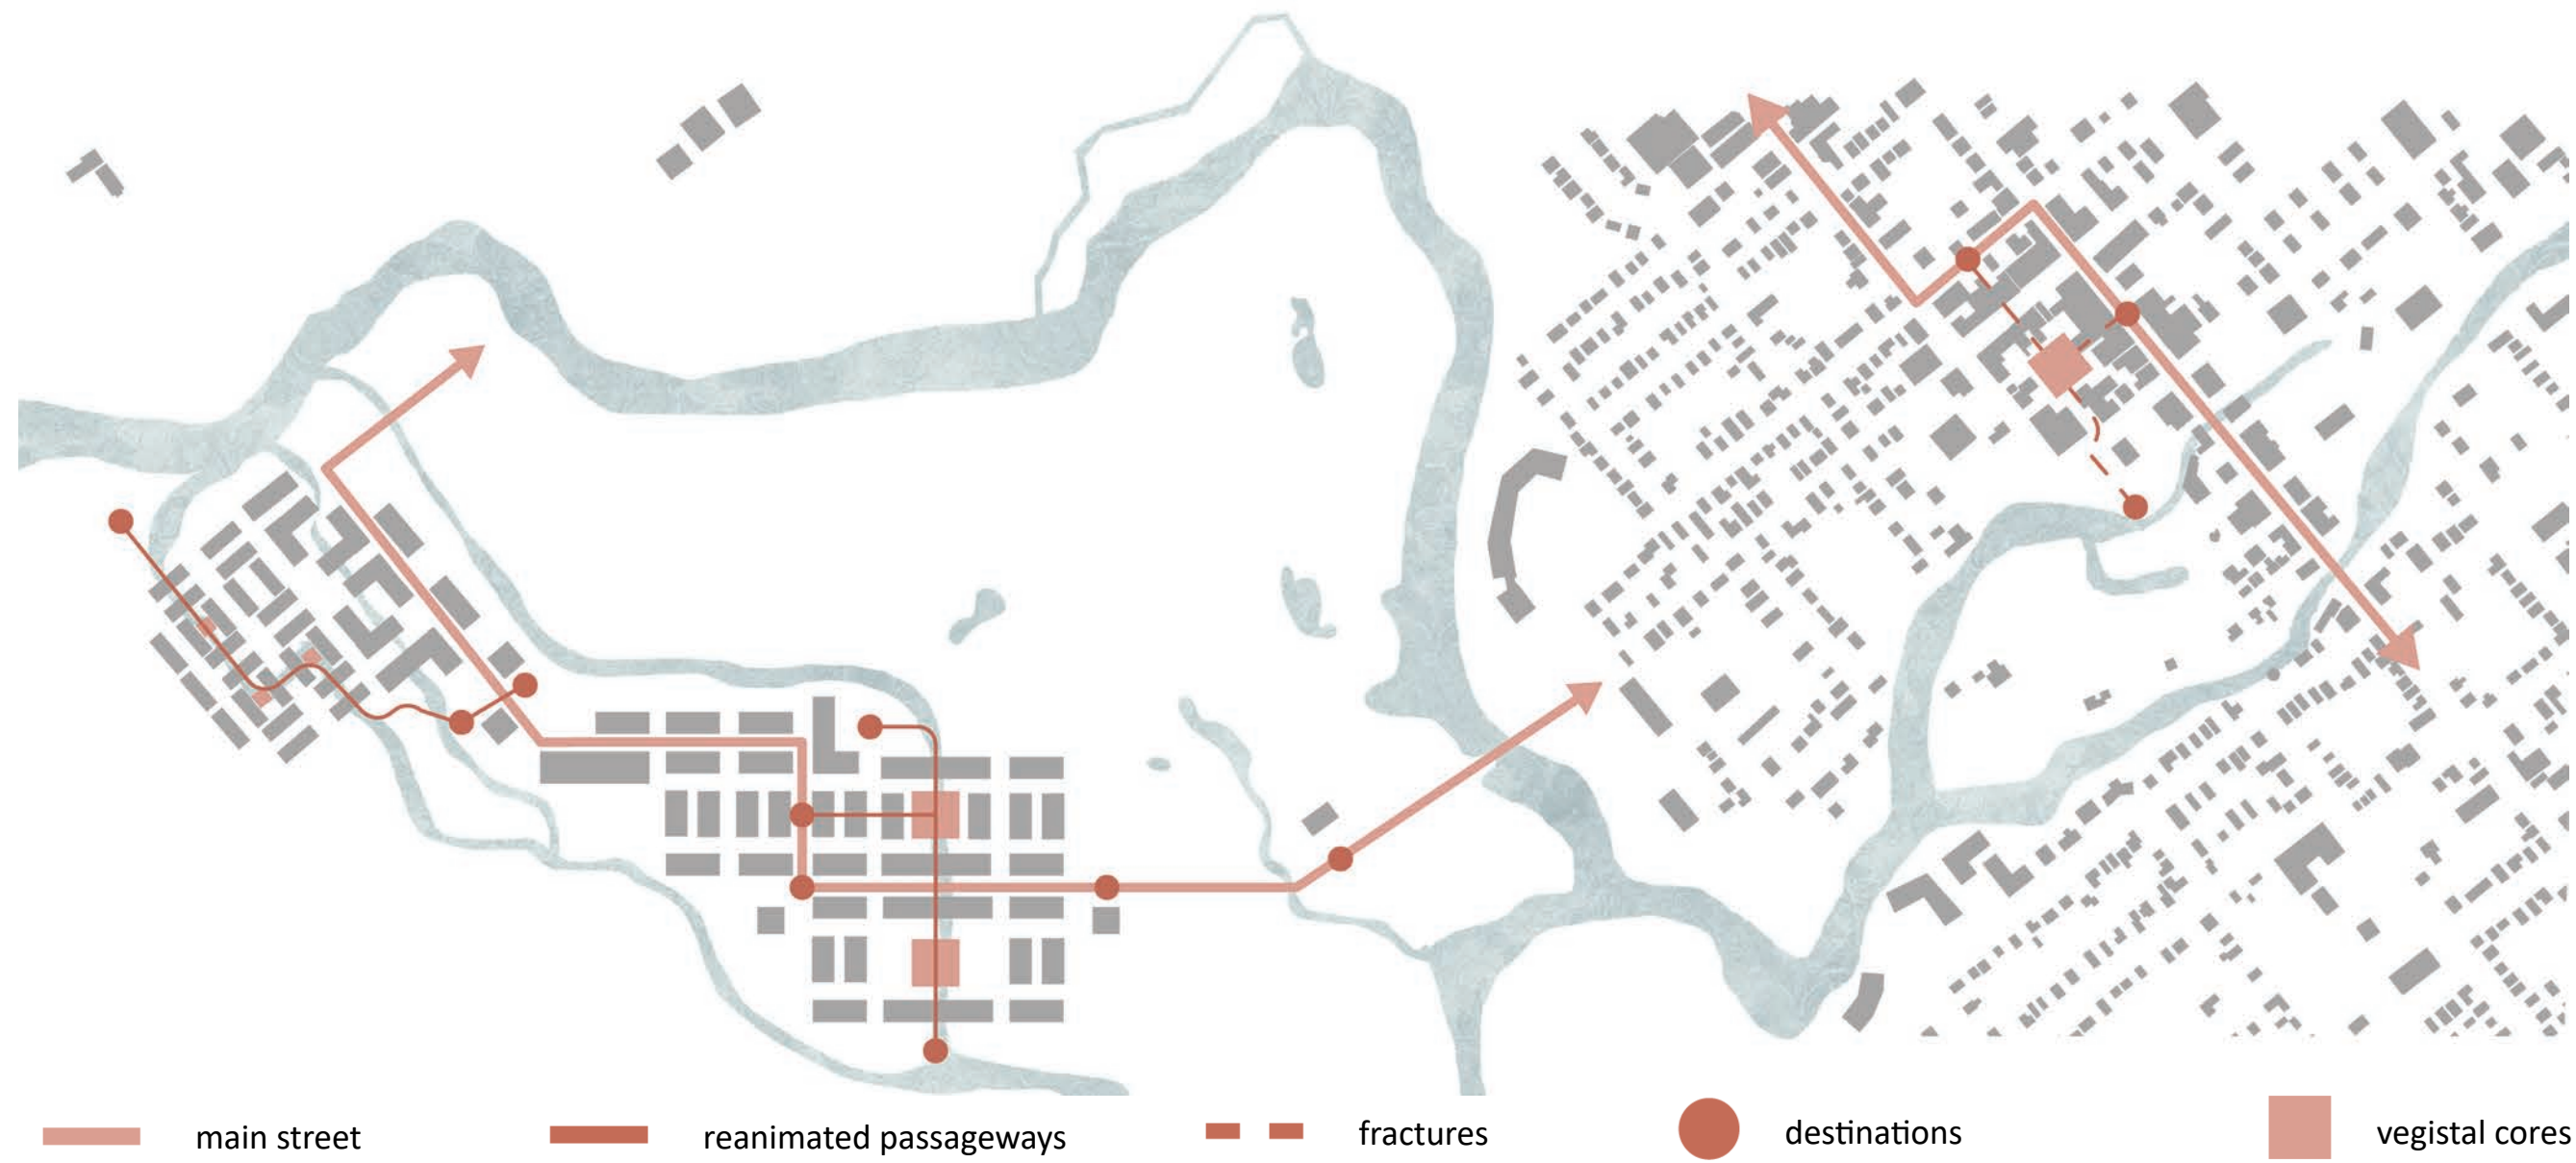 main street
reanimated passageways
fractures
destinations
vegistal cores